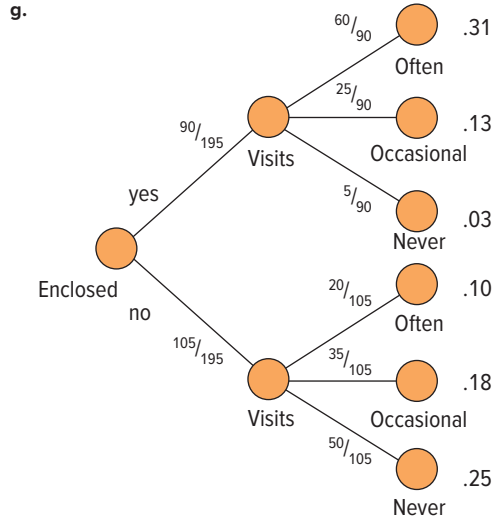 g.
60/90
.31
Often
25/90
90/195
.13
Occasional
Visits
5/90
yes
.03
Never
Enclosed
20/105
.10
no
Often
105/195
35/105
.18
Visits
Occasional
50/105
.25
Never